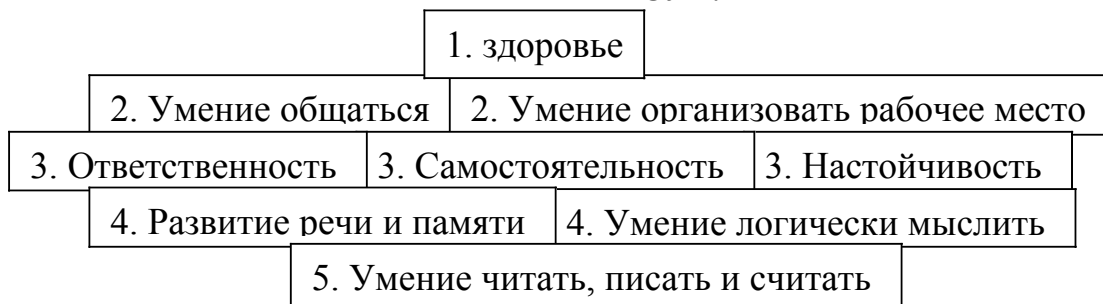 1. здоровье
2. Умение общаться 2. Умение организовать рабочее место
3. Ответственность 3. Самостоятельность 3. Настойчивость
4. Развитие речи и памяти 4. Умение логически мыслить
5. Умение читать, писать и считать